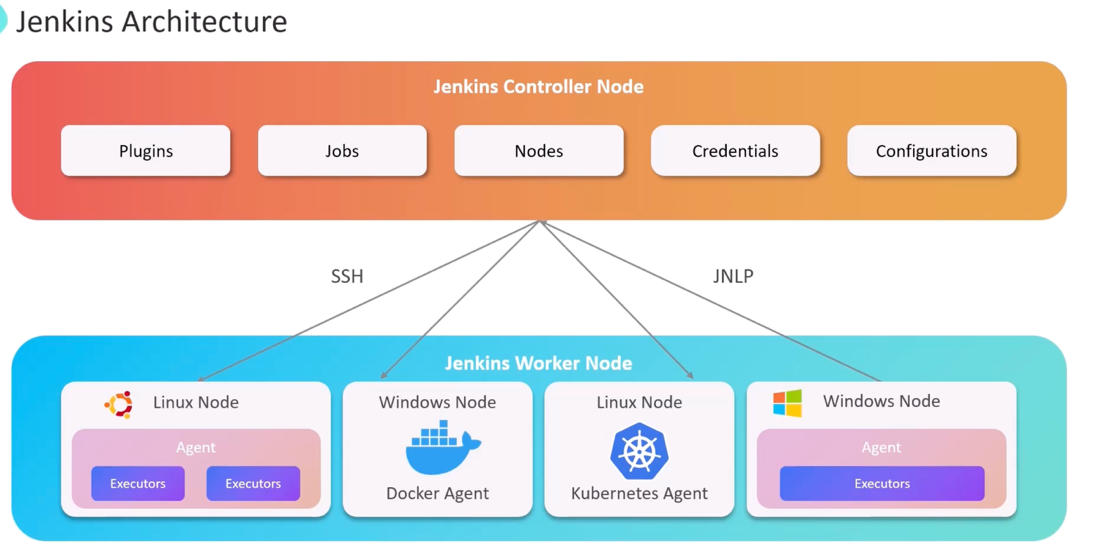 Jenkins Architecture
Jenkins Controller Node
Plugins
Jobs
Nodes
Credentials
Configurations
SSH
JNLP
Jenkins Worker Node
Linux Node
Agent
Executors
Executors
Windows Node
Docker Agent
Linux Node
Kubernetes Agent
Windows Node
Agent
Executors